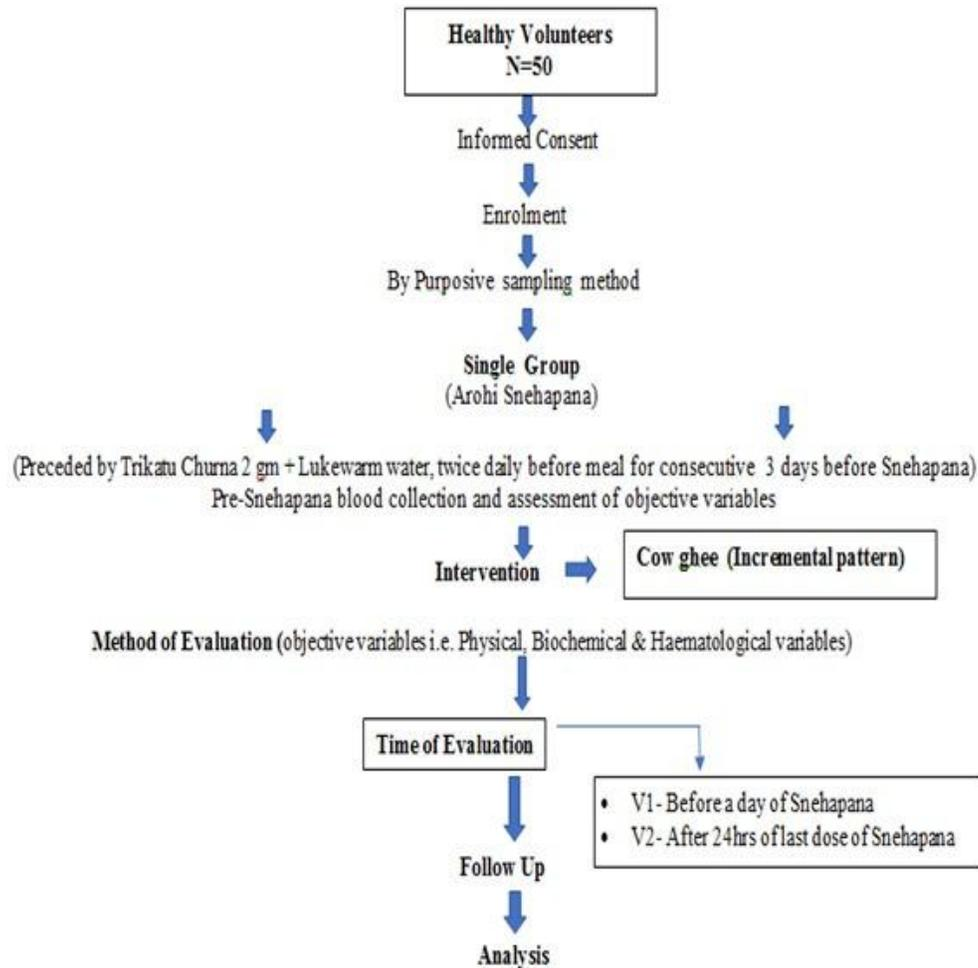 Healthy Volunteers
N=50
Informed Consent
Enrolment
By Purposive sampling method
Single Group
(Arohi Snehapana)
(Preceded by Trikatu Churna 2 gm + Lukewarm water, twice daily before meal for consecutive 3 days before Snehapana)
Pre-Snehapana blood collection and assessment of objective variables
Intervention
Cow ghee (Incremental pattern)
Method of Evaluation (objective variables i.e. Physical, Biochemical & Haematological variables)
Time of Evaluation
• V1- Before a day of Snehapana
• V2- After 24hrs of last dose of Snehapana
Follow Up
Analysis